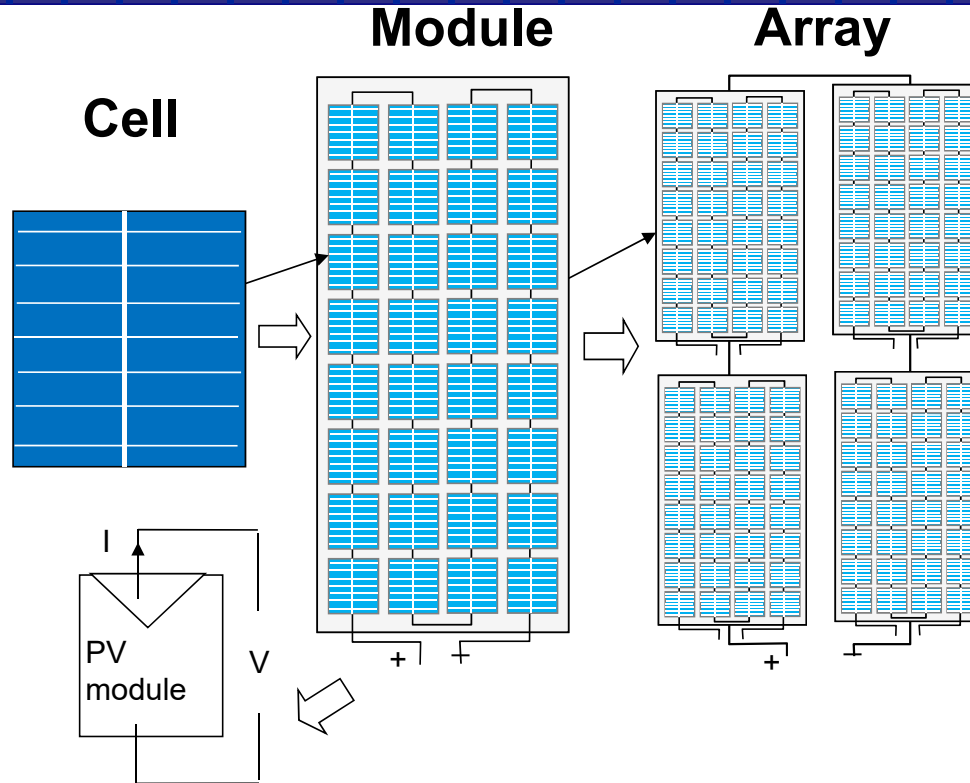 Module
Array
Cell
I
PV
module
V
+ +
+ –